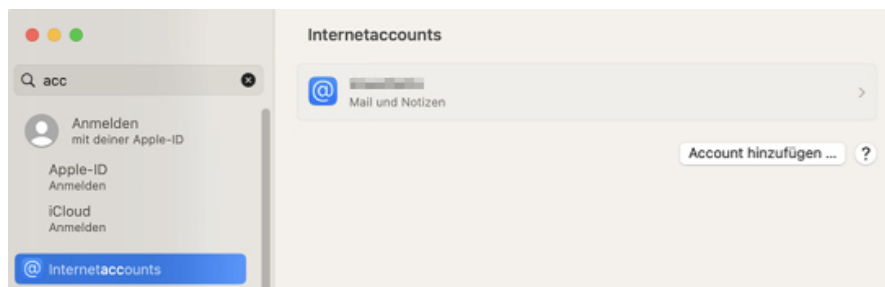 acc
Anmelden
mit deiner Apple-ID
Apple-ID
Anmelden
iCloud
Anmelden
@ Internetaccounts
Internetaccounts
@
Mail und Notizen
Account hinzufügen ...
?